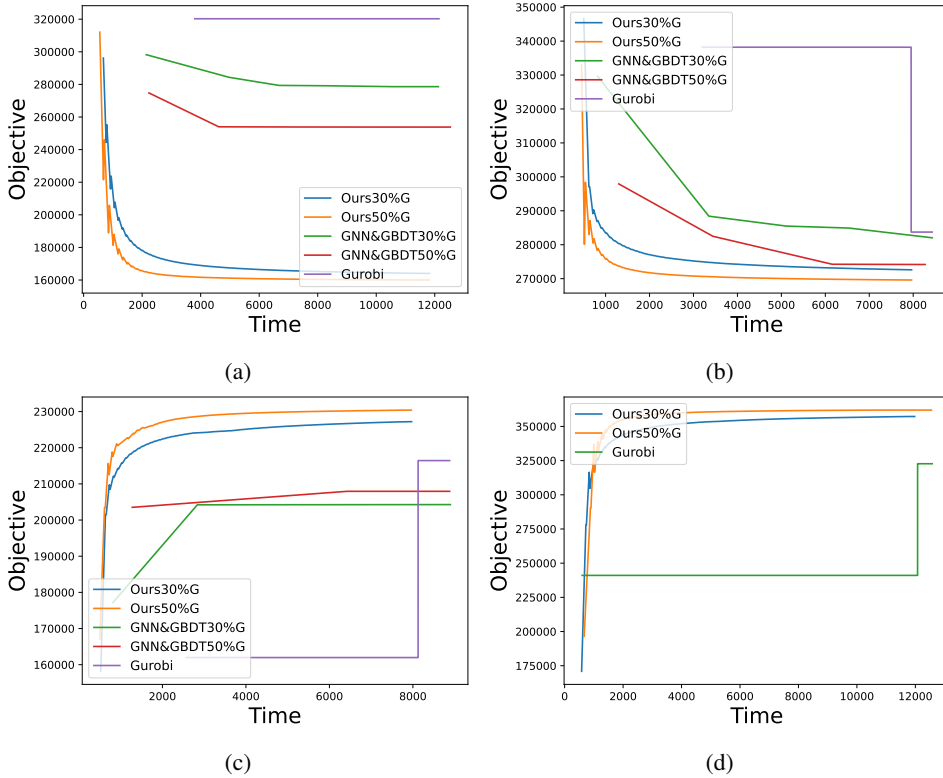 320000
300000
280000
260000
240000
220000
200000
180000
160000
Objective
Ours30%G
Ours50%G
GNN&GBDT30%G
GNN&GBDT50%G
Gurobi
0 2000 4000 6000 8000 10000 12000
Time
(a)
350000
340000
330000
320000
310000
300000
290000
280000
270000
Objective
Ours30%G
Ours50%G
GNN&GBDT30%G
GNN&GBDT50%G
Gurobi
1000 2000 3000 4000 5000 6000 7000 8000
Time
(b)
230000
220000
210000
200000
190000
180000
170000
160000
Objective
Ours30%G
Ours50%G
GNN&GBDT30%G
GNN&GBDT50%G
Gurobi
2000 4000 6000 8000
Time
(c)
350000
325000
300000
275000
250000
225000
200000
175000
Objective
Ours30%G
Ours50%G
Gurobi
0 2000 4000 6000 8000 10000 12000
Time
(d)